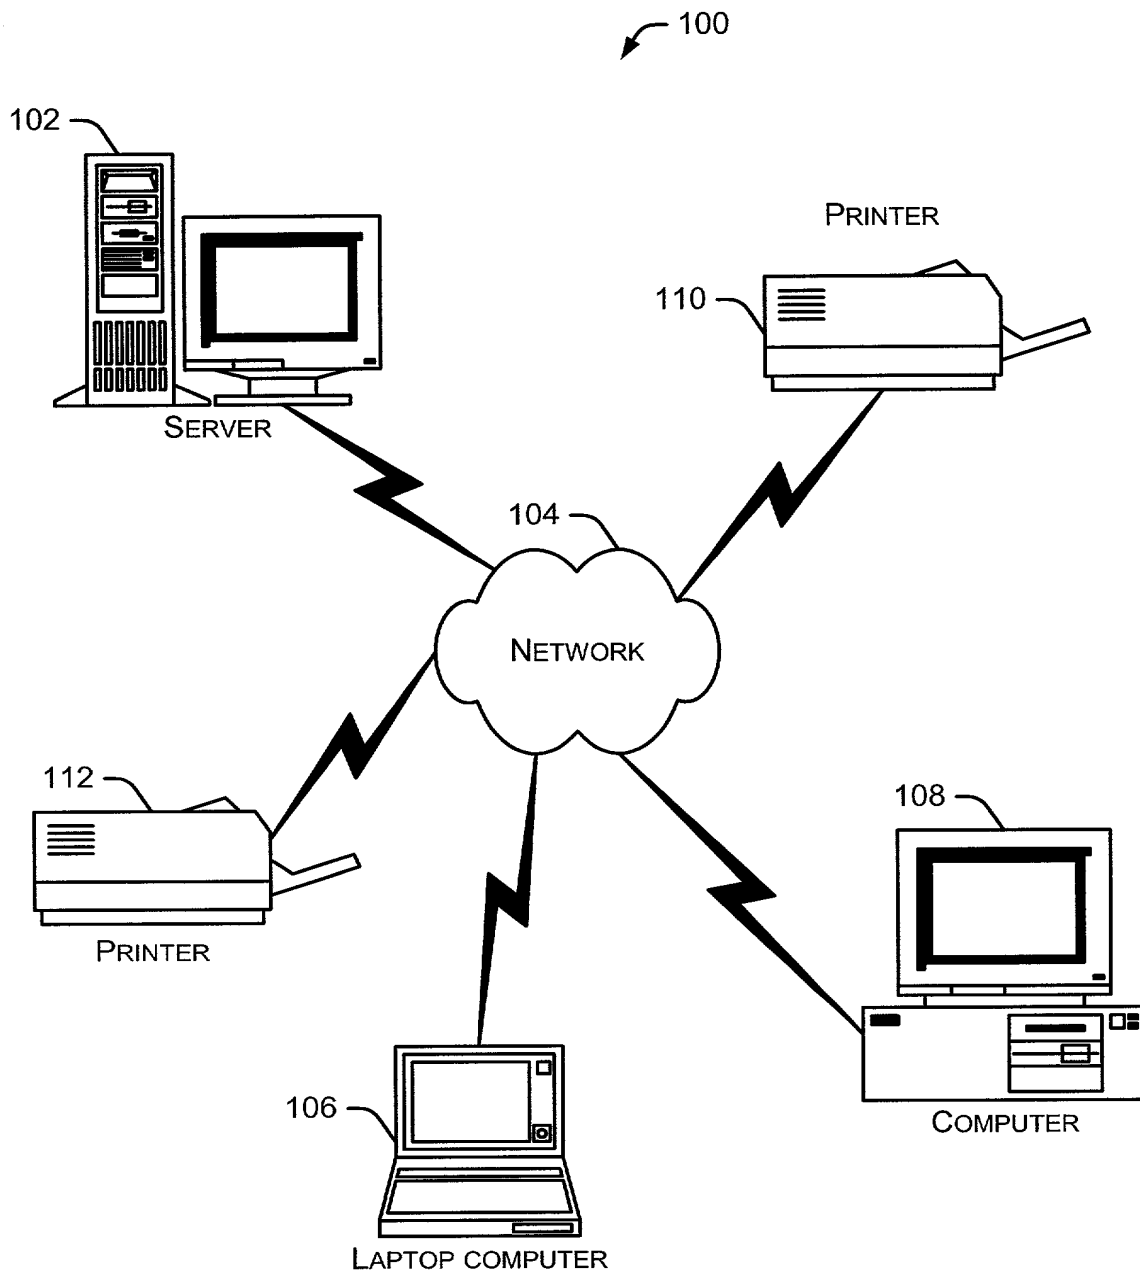 100
102
PRINTER
110
SERVER
104
NETWORK
112
108
PRINTER
106
COMPUTER
LAPTOP COMPUTER